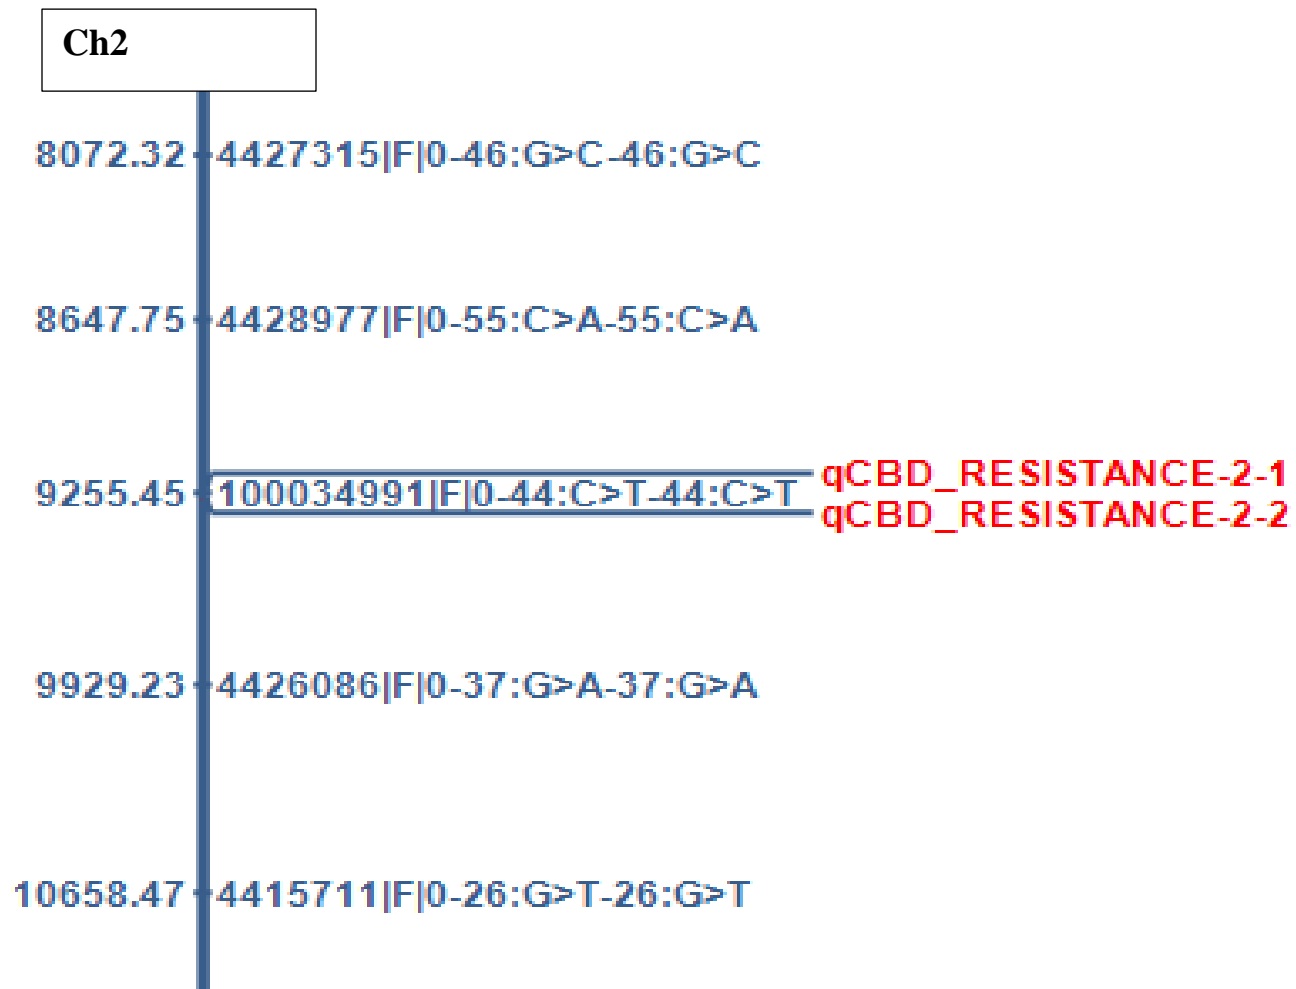 Ch2
8072.32 4427315|F|0-46:G>C-46:G>C
8647.75 4428977|F|0-55:C>A-55:C>A
qCBD_RESISTANCE-2-1
9255.45 100034991|F|0-44:C>T-44:C>T
qCBD_RESISTANCE-2-2
9929.23 4426086|F|0-37:G>A-37:G>A
10658.47 4415711|F|0-26:G>T-26:G>T